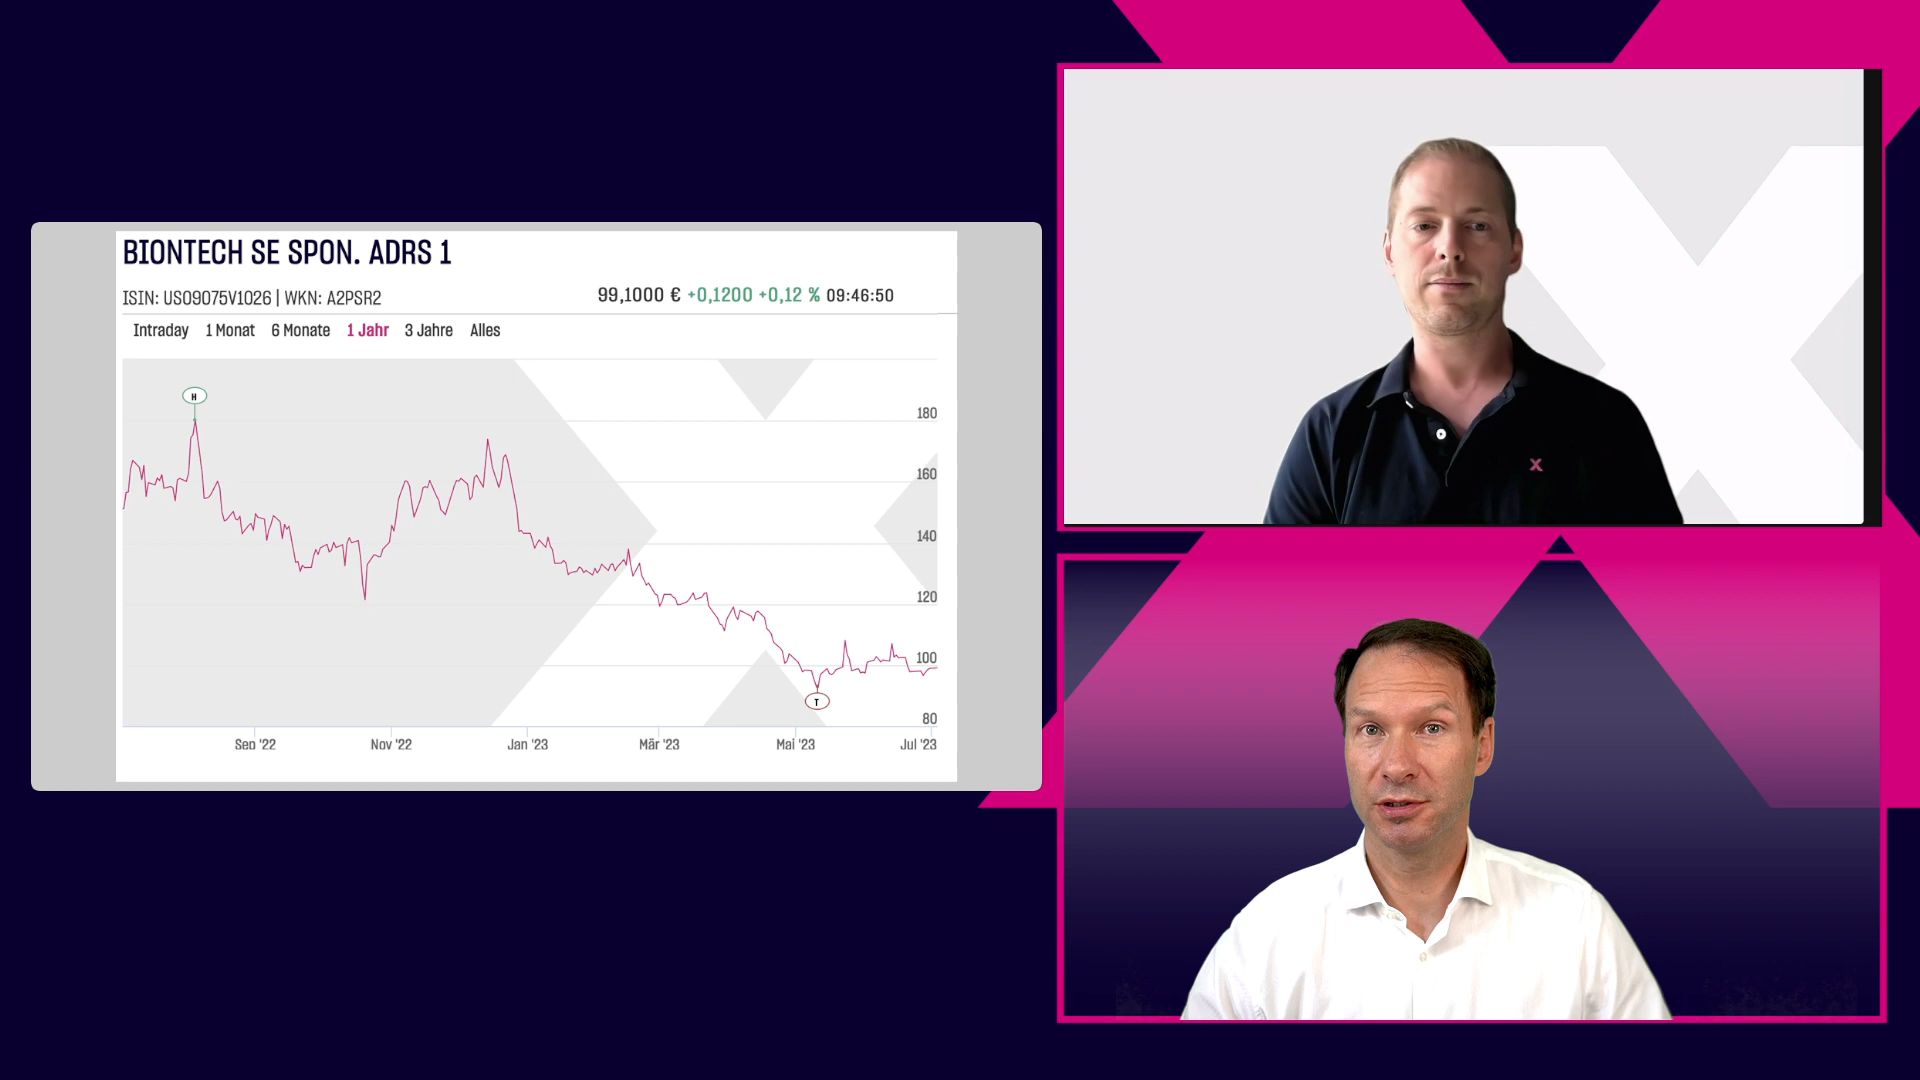 BIONTECH SE SPON. ADRS 1
ISIN: US09075V1026 | WKN: A2PSR2
99,1000 € +0,1200 +0,12 % 09:46:50
Intraday 1 Monat 6 Monate 1 Jahr 3 Jahre Alles
H
180
160
140
120
100
T
80
Sep '22 Nov '22 Jan '23 Mär '23 Mai '23 Jul '23
X